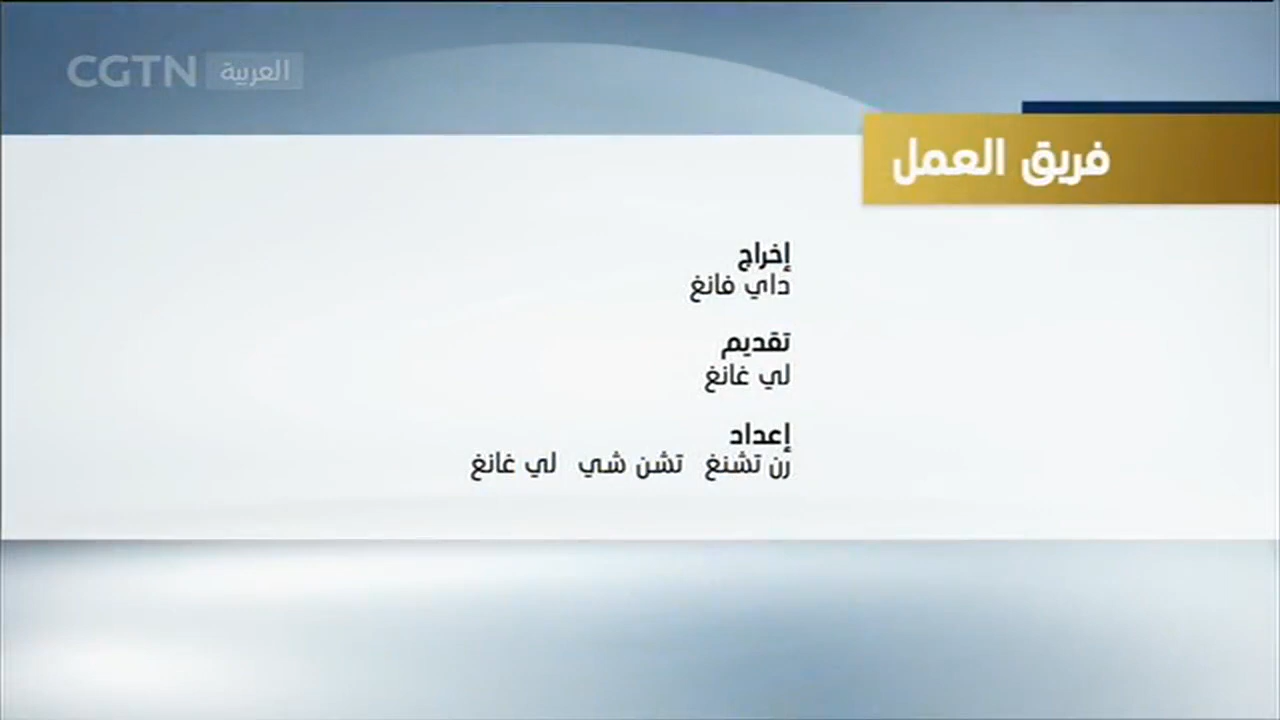 CGTN العربية
فريق العمل
إخراج
داي فانغ
تقديم
لي غانغ
إعداد
رن تشنغ تشن شي لي غانغ